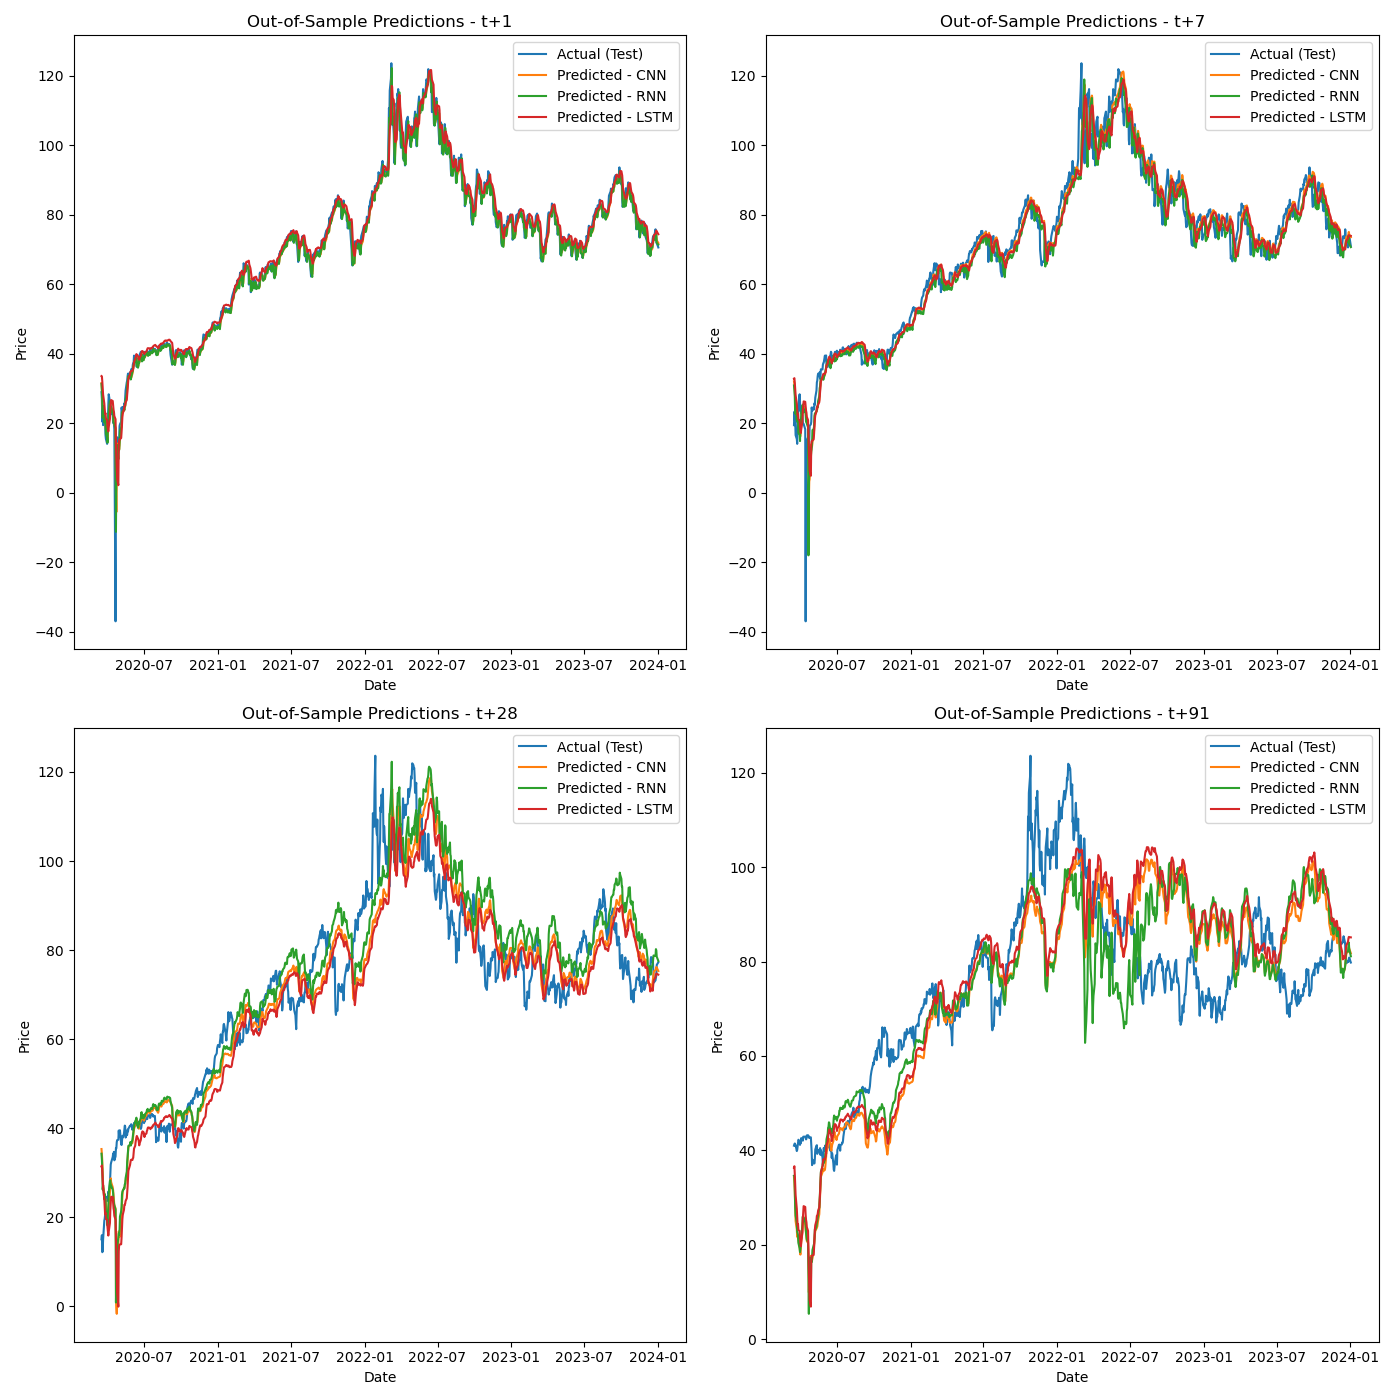 Out-of-Sample Predictions - t+1
Actual (Test)
Predicted - CNN
Predicted - RNN
Predicted - LSTM
120
100
80
60
40
20
0
−20
−40
Price
2020-07 2021-01 2021-07 2022-01 2022-07 2023-01 2023-07 2024-01
Date
Out-of-Sample Predictions - t+7
Actual (Test)
Predicted - CNN
Predicted - RNN
Predicted - LSTM
120
100
80
60
40
20
0
−20
−40
Price
2020-07 2021-01 2021-07 2022-01 2022-07 2023-01 2023-07 2024-01
Date
Out-of-Sample Predictions - t+28
Actual (Test)
Predicted - CNN
Predicted - RNN
Predicted - LSTM
120
100
80
60
40
20
0
Price
2020-07 2021-01 2021-07 2022-01 2022-07 2023-01 2023-07 2024-01
Date
Out-of-Sample Predictions - t+91
Actual (Test)
Predicted - CNN
Predicted - RNN
Predicted - LSTM
120
100
80
60
40
20
0
Price
2020-07 2021-01 2021-07 2022-01 2022-07 2023-01 2023-07 2024-01
Date